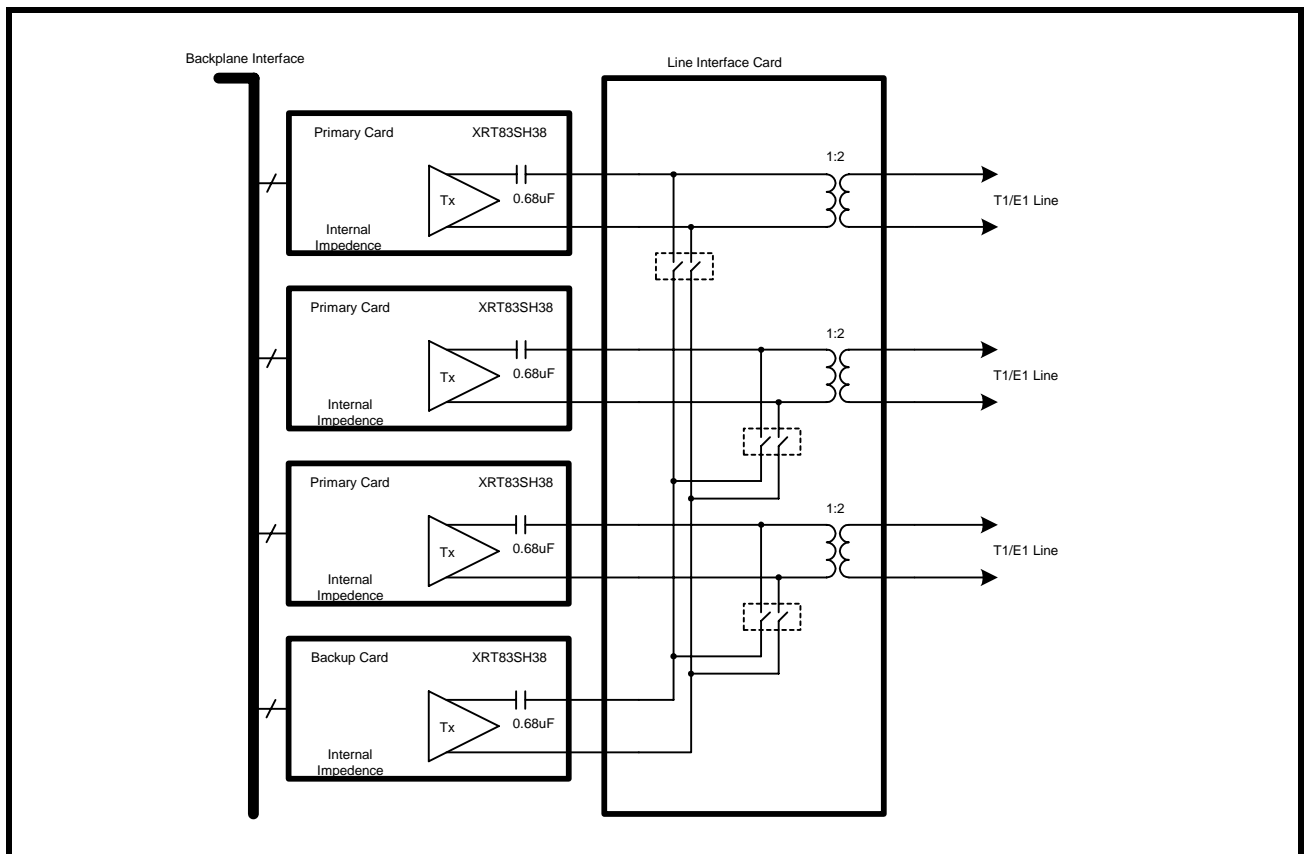 Backplane Interface
Line Interface Card
Primary Card XRT83SH38
Tx
0.68uF
Internal
Impedence
1:2
T1/E1 Line
Primary Card XRT83SH38
Tx
0.68uF
Internal
Impedence
1:2
T1/E1 Line
Primary Card XRT83SH38
Tx
0.68uF
Internal
Impedence
1:2
T1/E1 Line
Backup Card XRT83SH38
Tx
0.68uF
Internal
Impedence